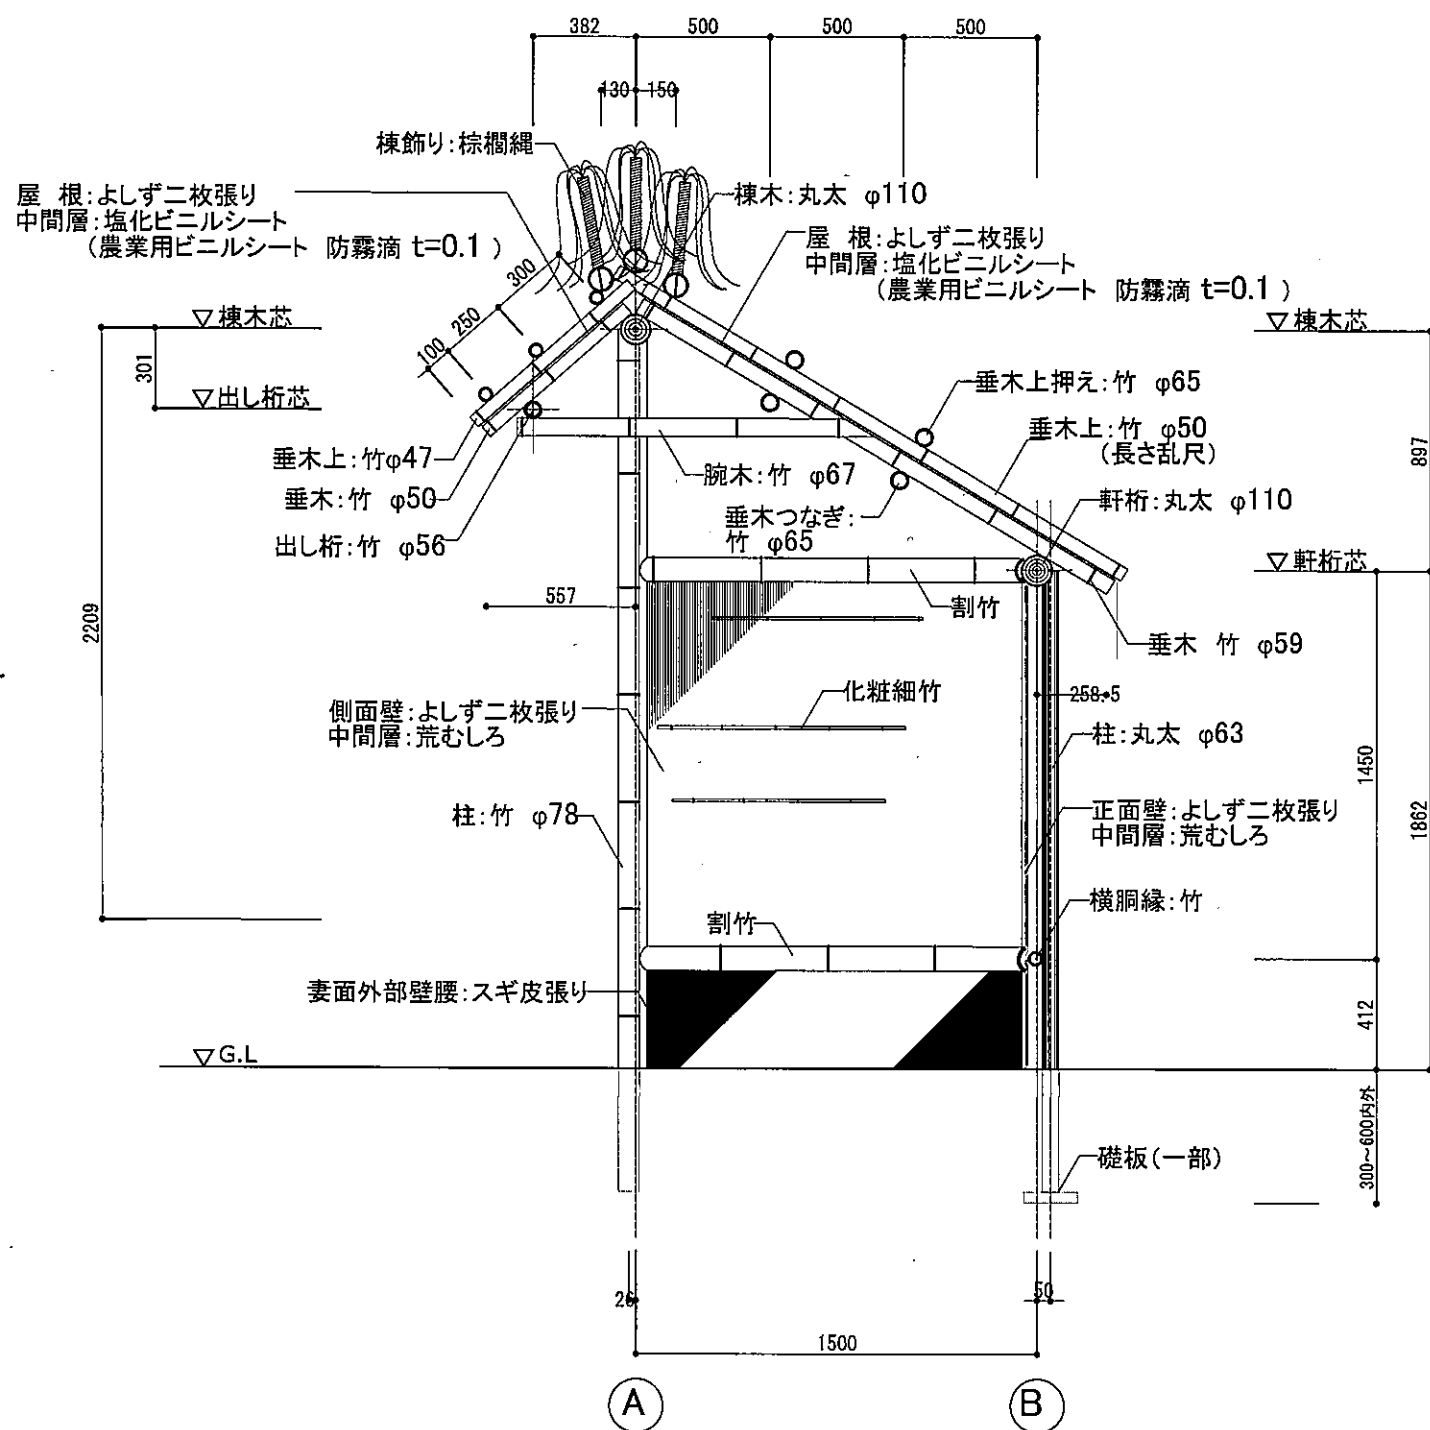 382
500
500
500
130
150
棟飾り：棕櫚縄
屋 根：よしず二枚張り
中間層：塩化ビニルシート
（農業用ビニルシート 防霧滴 t=0.1 ）
棟木：丸太 φ110
屋 根：よしず二枚張り
中間層：塩化ビニルシート
（農業用ビニルシート 防霧滴 t=0.1 ）
300
250
100
▽棟木芯
▽棟木芯
301
▽出し桁芯
垂木上押え：竹 φ65
垂木上：竹 φ50
（長さ乱尺）
897
垂木上：竹φ47
垂木：竹 φ50
腕木：竹 φ67
軒桁：丸太 φ110
出し桁：竹 φ56
垂木つなぎ：
竹 φ65
▽軒桁芯
557
割竹
2209
垂木 竹 φ59
化粧細竹
258.5
側面壁：よしず二枚張り
中間層：荒むしろ
柱：丸太 φ63
1450
柱：竹 φ78
正面壁：よしず二枚張り
中間層：荒むしろ
1862
横胴縁：竹
割竹
妻面外部壁腰：スギ皮張り
412
▽G.L
300～600内外
礎板（一部）
26
50
1500
A
B